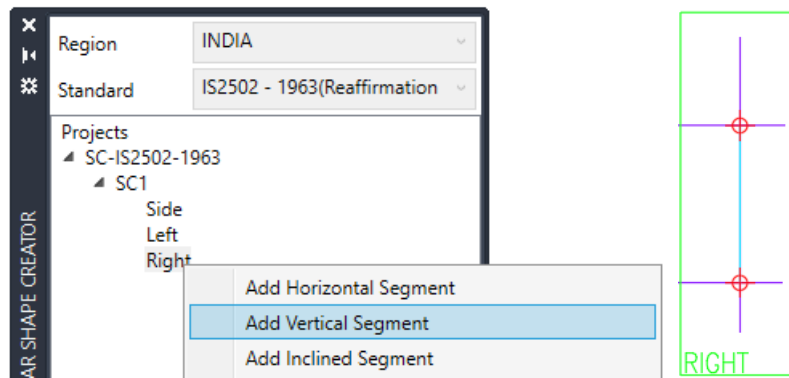 Region INDIA
Standard IS2502 - 1963(Reaffirmation
Projects
SC-IS2502-1963
SC1
Side
Left
Right
Add Horizontal Segment
Add Vertical Segment
Add Inclined Segment
AR SHAPE CREATOR
RIGHT